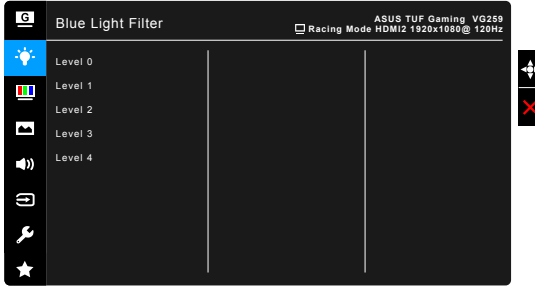 G
Blue Light Filter
ASUS TUF Gaming VG259
Racing Mode HDMI2 1920x1080@ 120Hz
Level 0
Level 1
Level 2
Level 3
Level 4